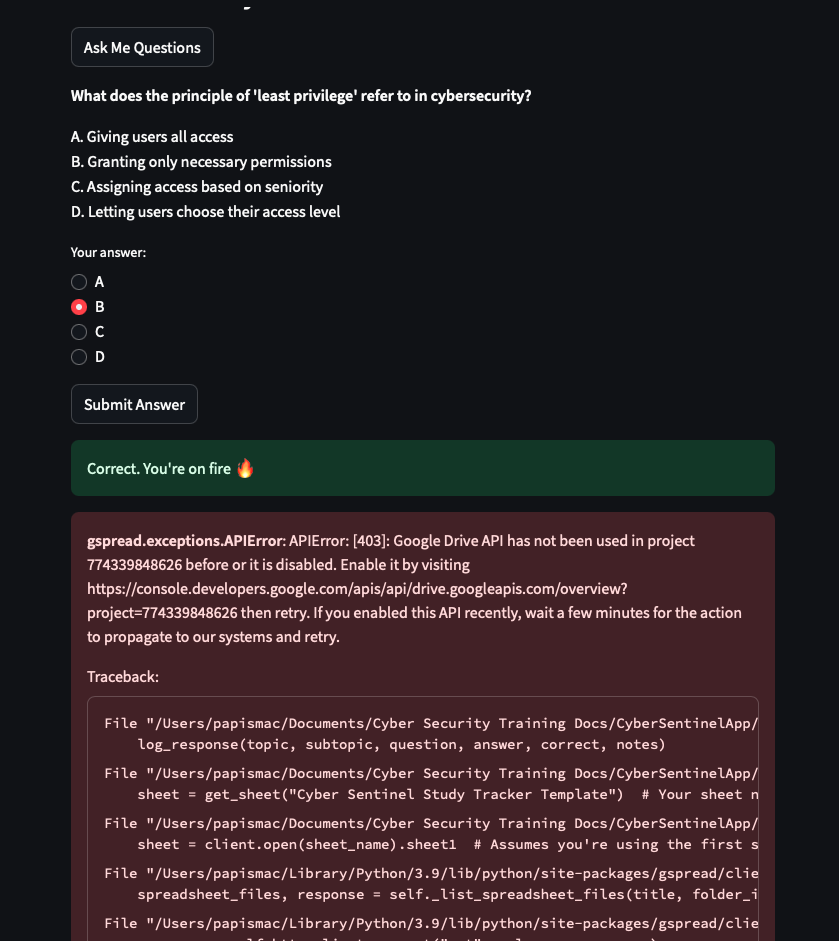 Ask Me Questions
What does the principle of 'least privilege' refer to in cybersecurity?
A. Giving users all access
B. Granting only necessary permissions
C. Assigning access based on seniority
D. Letting users choose their access level
Your answer:
A
B
C
D
Submit Answer
Correct. You're on fire 🔥
gspread.exceptions.APIError: APIError: [403]: Google Drive API has not been used in project
774339848626 before or it is disabled. Enable it by visiting
https://console.developers.google.com/apis/api/drive.googleapis.com/overview?
project=774339848626 then retry. If you enabled this API recently, wait a few minutes for the action
to propagate to our systems and retry.
Traceback:
File "/Users/papismac/Documents/Cyber Security Training Docs/CyberSentinelApp/
log_response(topic, subtopic, question, answer, correct, notes)
File "/Users/papismac/Documents/Cyber Security Training Docs/CyberSentinelApp/
sheet = get_sheet("Cyber Sentinel Study Tracker Template")  # Your sheet n
File "/Users/papismac/Documents/Cyber Security Training Docs/CyberSentinelApp/
sheet = client.open(sheet_name).sheet1  # Assumes you're using the first s
File "/Users/papismac/Library/Python/3.9/lib/python/site-packages/gspread/clie
spreadsheet_files, response = self._list_spreadsheet_files(title, folder_i
File "/Users/papismac/Library/Python/3.9/lib/python/site-packages/gspread/clie